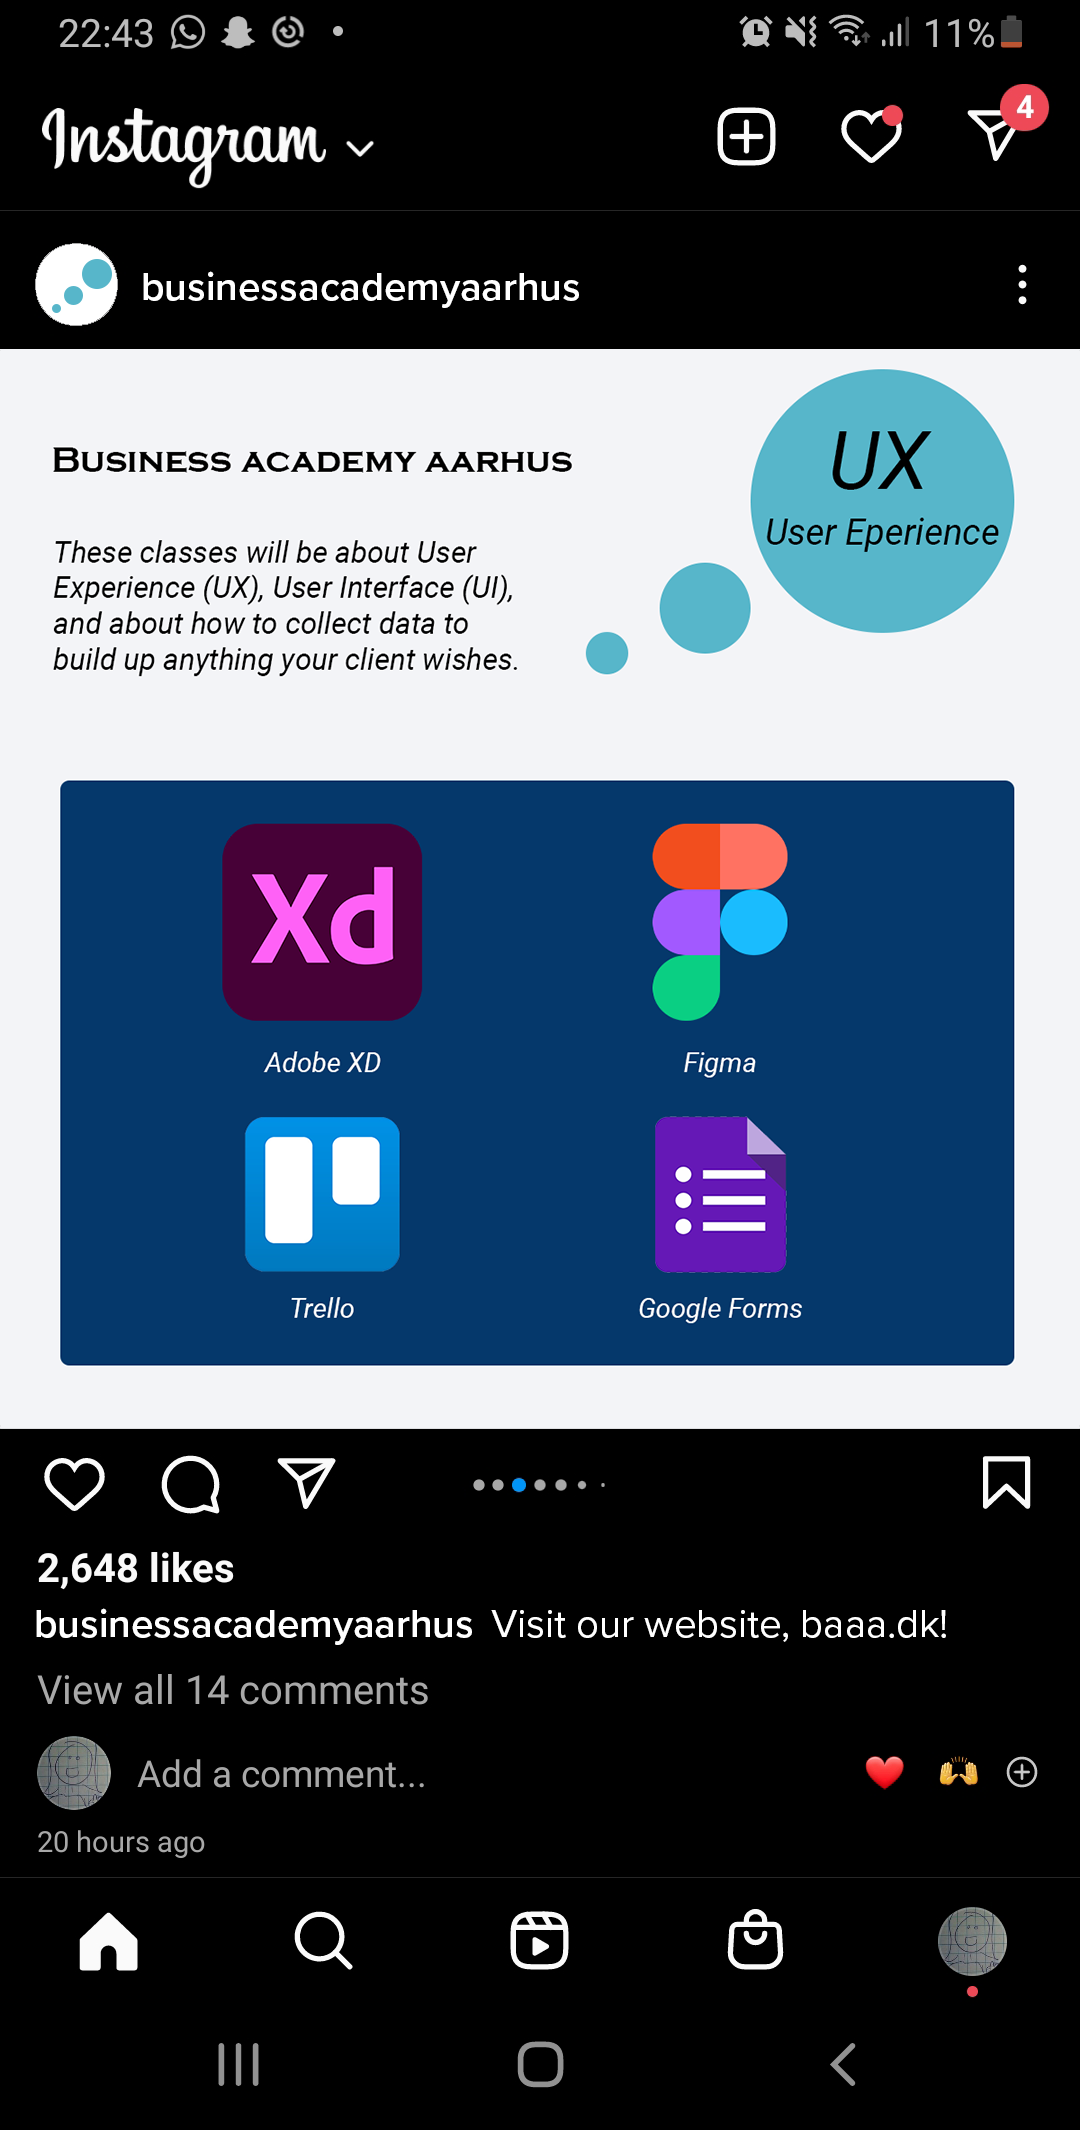 22:43
11%
Instagram
4
businessacademyaarhus
BUSINESS ACADEMY AARHUS
UX
User Eperience
These classes will be about User
Experience (UX), User Interface (UI),
and about how to collect data to
build up anything your client wishes.
Xd
Adobe XD
Figma
Trello
Google Forms
2,648 likes
businessacademyaarhus Visit our website, baaa.dk!
View all 14 comments
Add a comment...
20 hours ago